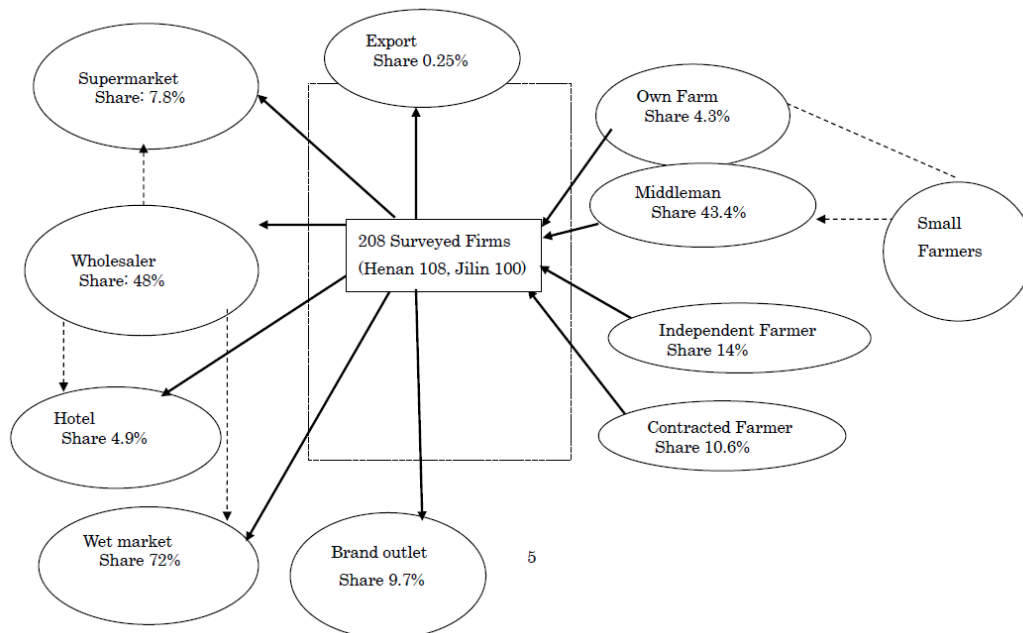 Export
Share 0.25%
Supermarket
Share: 7.8%
Own Farm
Share 4.3%
Middleman
Share 43.4%
Small
Farmers
208 Surveyed Firms
(Henan 108, Jilin 100)
Wholesaler
Share: 48%
Independent Farmer
Share 14%
Hotel
Share 4.9%
Contracted Farmer
Share 10.6%
Wet market
Share 72%
Brand outlet
Share 9.7%
5